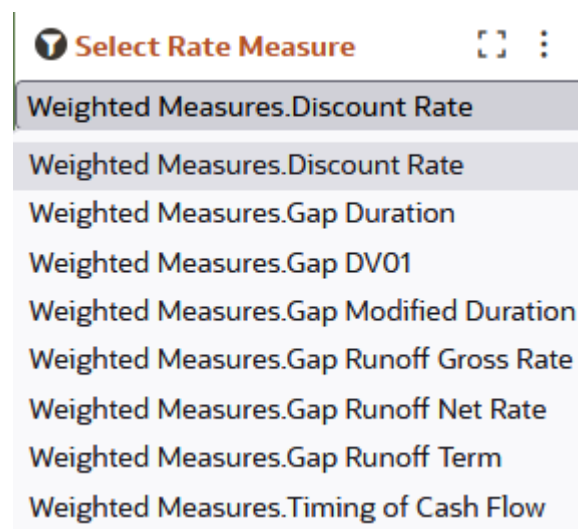 Select Rate Measure
Weighted Measures.Discount Rate
Weighted Measures.Discount Rate
Weighted Measures.Gap Duration
Weighted Measures.Gap DV01
Weighted Measures.Gap Modified Duration
Weighted Measures.Gap Runoff Gross Rate
Weighted Measures.Gap Runoff Net Rate
Weighted Measures.Gap Runoff Term
Weighted Measures.Timing of Cash Flow